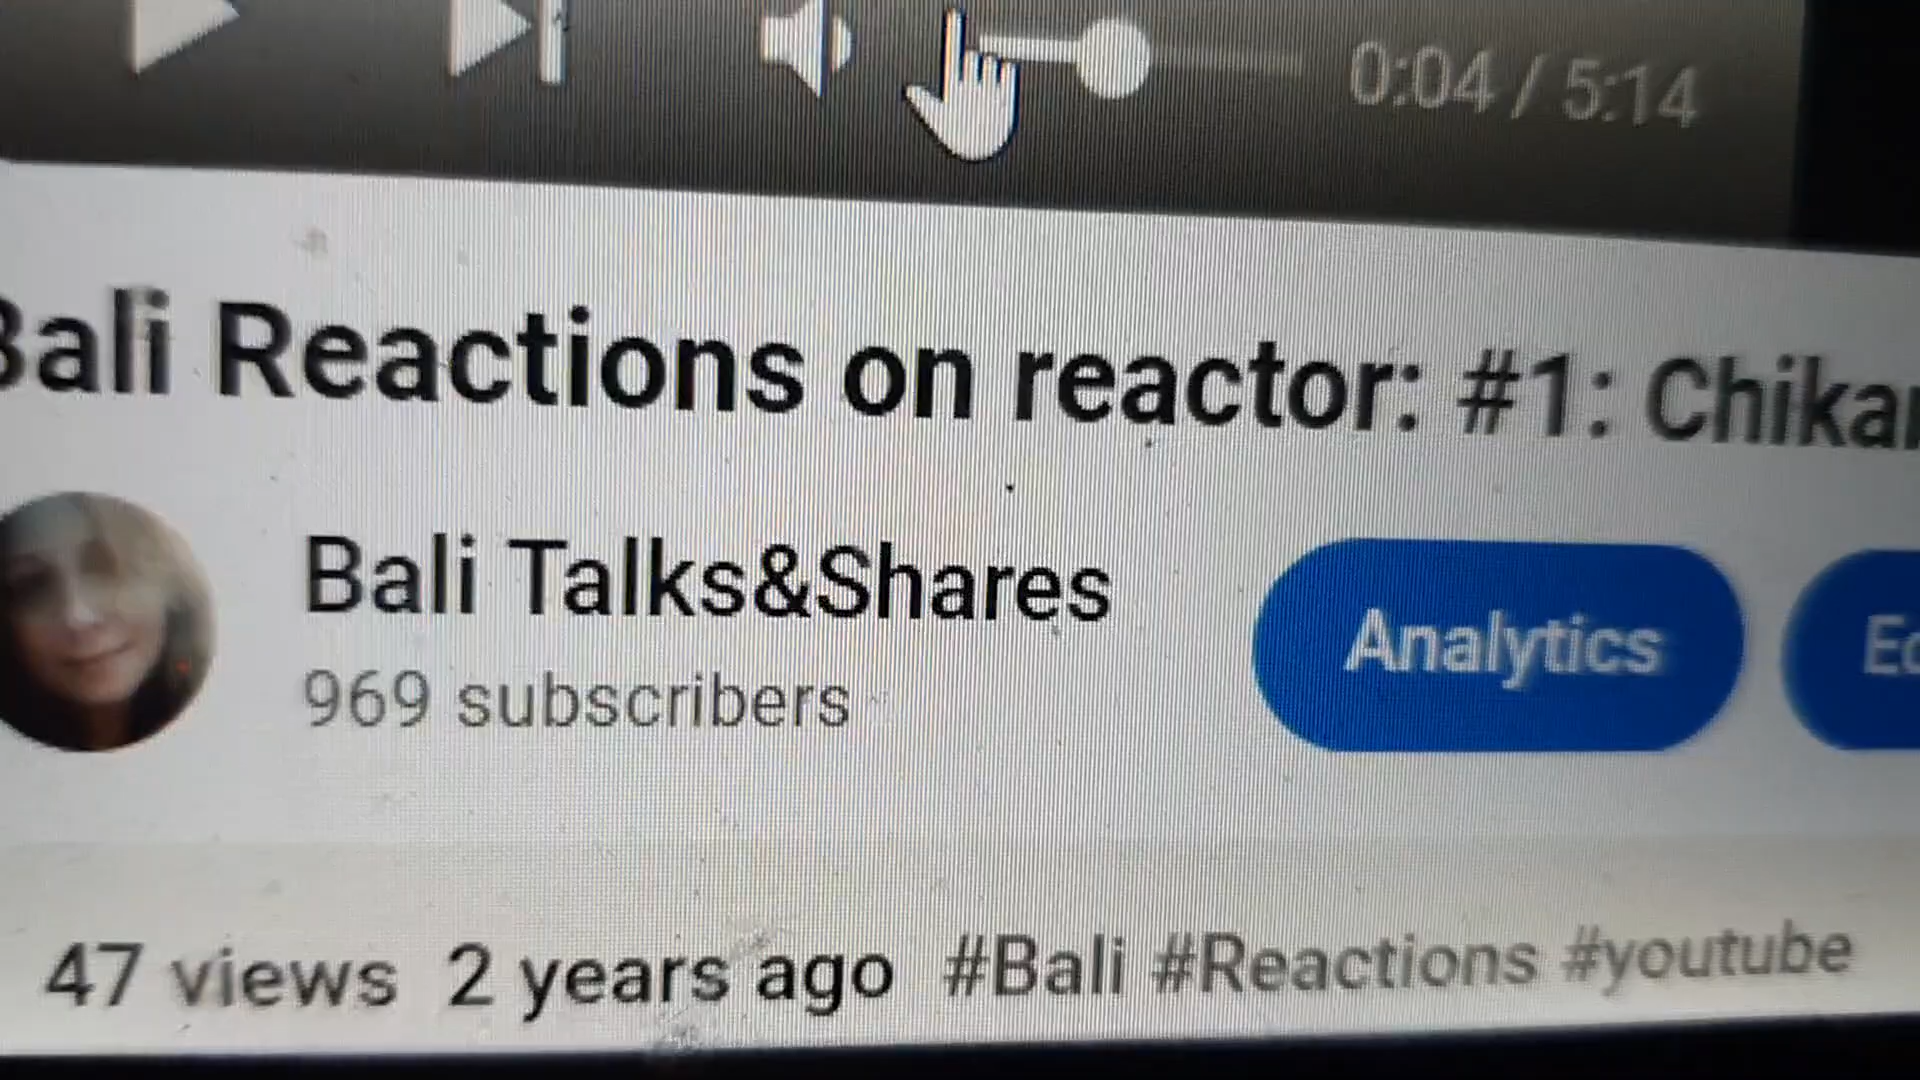 0:04 / 5:14
Bali Reactions on reactor: #1:
Bali Talks&Shares
969 subscribers
Analytics
47 views 2 years ago #Bali #Reactions #youtube